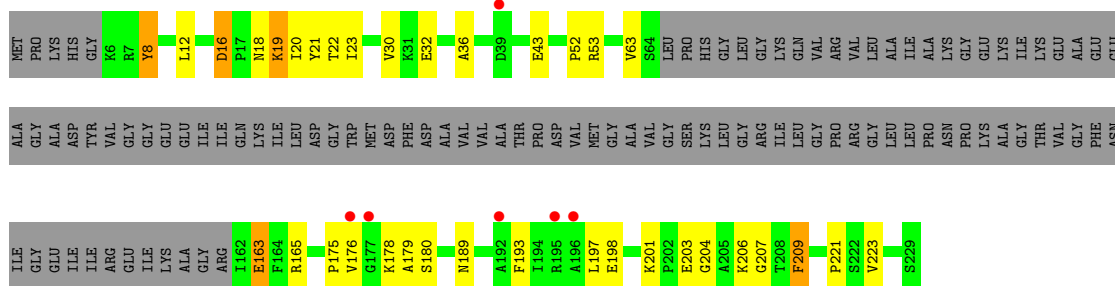 MET PRO LYS HIS GLY K6 R7 Y8 L12 D16 P17 N18 K19 I20 Y21 T22 I23 V30 K31 E32 A36 D39 E43 P52 R53 V63 S64 LEU PRO HIS GLY LEU GLY LYS GLN VAL ARG VAL LEU ALA ILE ALA LYS GLY GLU LYS ILE LYS GLU ALA GLU GLU
ALA GLY ALA ASP TYR VAL GLY GLY GLU GLU ILE ILE GLN LYS ILE LEU ASP GLY TRP MET ASP PHE ASP ALA VAL VAL ALA THR PRO ASP VAL MET GLY ALA VAL GLY SER LYS LEU GLY ARG ILE LEU GLY PRO ARG GLY LEU LEU PRO ASN PRO LYS ALA GLY THR VAL GLY PHE ASN
ILE GLY GLU ILE ILE ARG GLU ILE LYS ALA GLY ARG I162 E163 F164 R165 P175 V176 G177 K178 A179 S180 N189 A192 F193 I194 R195 A196 L197 E198 K201 P202 E203 G204 A205 K206 G207 T208 F209 P221 S222 V223 S229